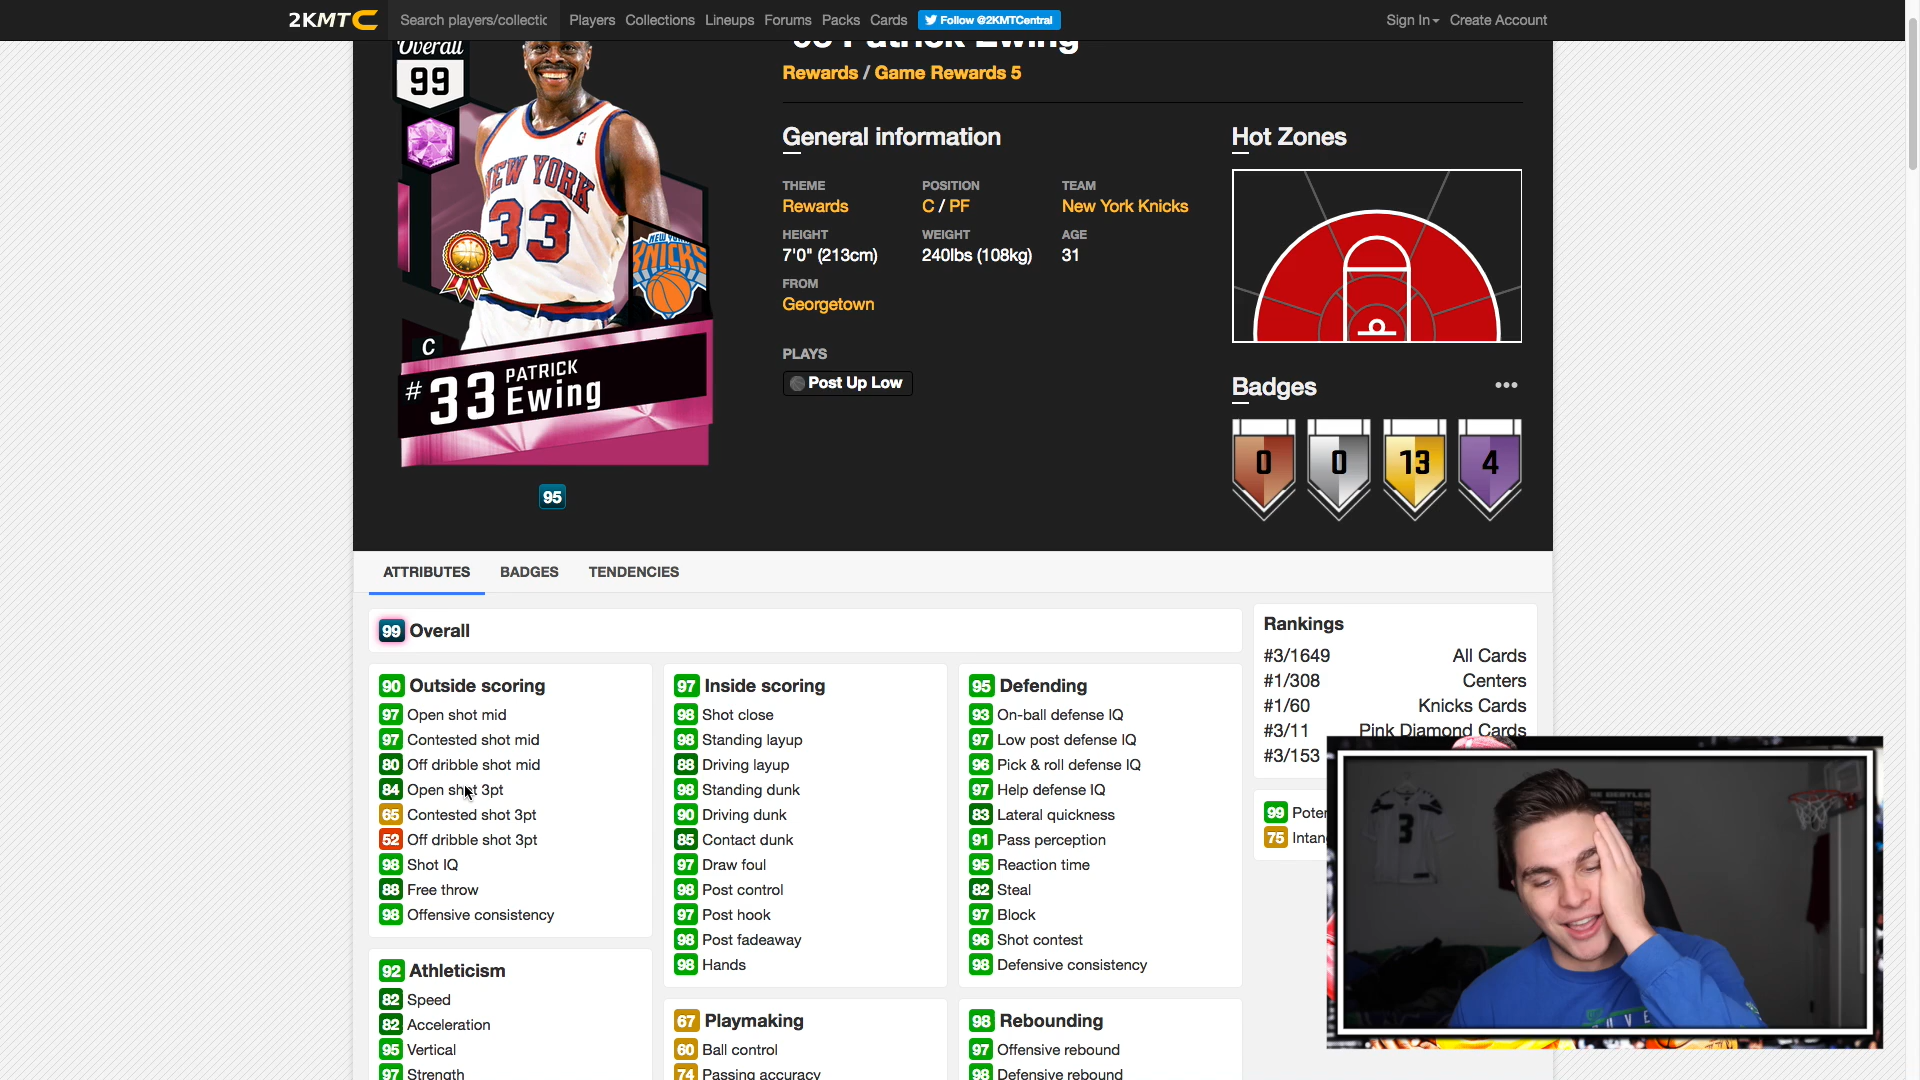 2KMTC
Search players/collectic
Players Collections Lineups Forums Packs Cards
Follow @2KMTCentral
Sign In
Create Account
Patrick Ewing
Rewards / Game Rewards 5
Overall
99
NEW YORK
33
KNICKS
C
#33 PATRICK
Ewing
95
General information
THEME POSITION TEAM
Rewards C / PF New York Knicks
HEIGHT WEIGHT AGE
7'0" (213cm) 240lbs (108kg) 31
FROM
Georgetown
PLAYS
Post Up Low
Hot Zones
Badges •••
0 0 13 4
ATTRIBUTES BADGES TENDENCIES
99 Overall
90 Outside scoring
97 Open shot mid
97 Contested shot mid
80 Off dribble shot mid
84 Open shot 3pt
65 Contested shot 3pt
52 Off dribble shot 3pt
98 Shot IQ
88 Free throw
98 Offensive consistency
92 Athleticism
82 Speed
82 Acceleration
95 Vertical
97 Strength
97 Inside scoring
98 Shot close
98 Standing layup
88 Driving layup
98 Standing dunk
90 Driving dunk
85 Contact dunk
97 Draw foul
98 Post control
97 Post hook
98 Post fadeaway
98 Hands
67 Playmaking
60 Ball control
74 Passing accuracy
95 Defending
93 On-ball defense IQ
97 Low post defense IQ
96 Pick & roll defense IQ
97 Help defense IQ
83 Lateral quickness
91 Pass perception
95 Reaction time
82 Steal
97 Block
96 Shot contest
98 Defensive consistency
98 Rebounding
97 Offensive rebound
98 Defensive rebound
Rankings
#3/1649 All Cards
#1/308 Centers
#1/60 Knicks Cards
#3/11 Pink Diamond Cards
#3/153
99 Poter
75 Intan
3
THE BEATLES